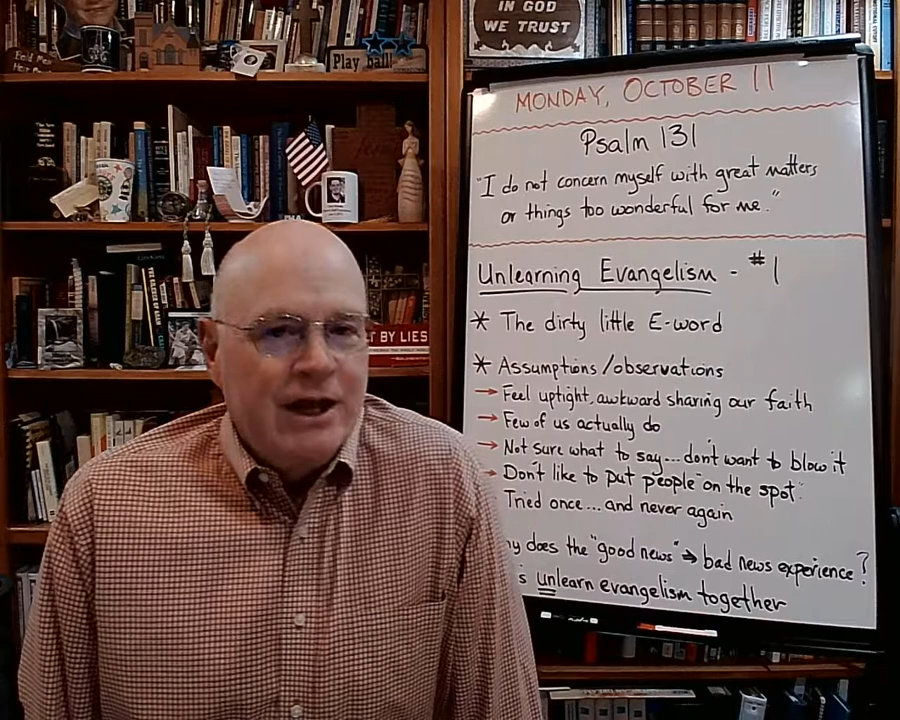 IN GOD
WE TRUST
Play ball!
MONDAY, OCTOBER 11
Psalm 131
"I do not concern myself with great matters
or things too wonderful for me."
Unlearning Evangelism - #1
* The dirty little E-word
* Assumptions/observations
→ Feel uptight, awkward sharing our faith
→ Few of us actually do
→ Not sure what to say...don't want to blow it
→ Don't like to put people "on the spot"
Tried once... and never again
does the "good news" → bad news experience?
unlearn evangelism together
T BY LIES